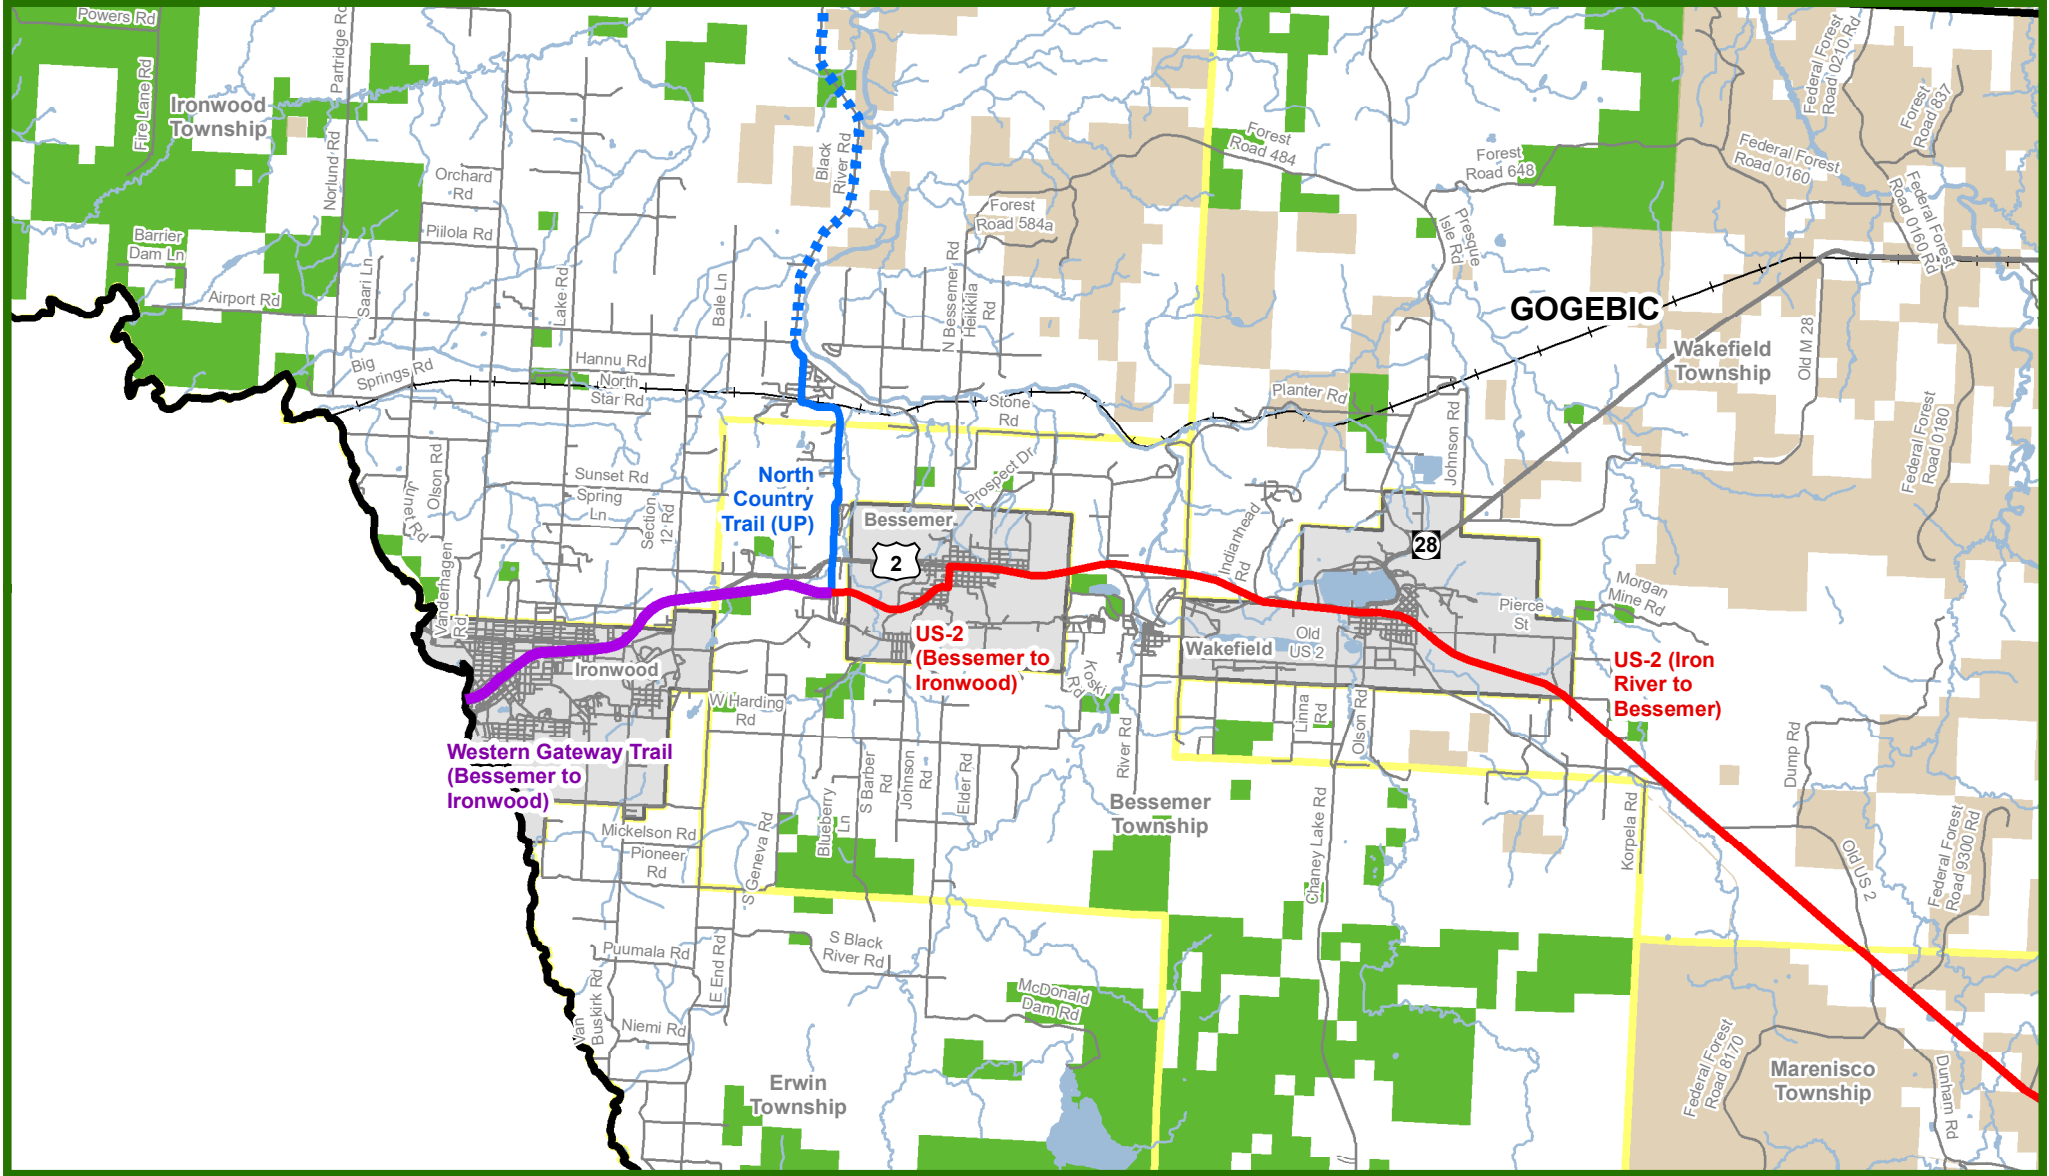 Powers Rd
Fire Lane Rd
Partridge Rd
Ironwood
Township
Norlund Rd
Orchard
Rd
Piilola Rd
Barrier
Dam Ln
Airport Rd
Saari Ln
Lake Rd
Bale Ln
Black
River Rd
Forest
Road 484
Forest
Road 584a
N Bessemer Rd
Heikkila
Rd
Forest
Road 648
Presque
Isle Rd
Federal Forest
Road 0210 Rd
Forest
Road 837
Federal Forest
Road 0160
Federal Forest
Road 0160 Rd
GOGEBIC
Wakefield
Township
Old M 28
Federal Forest
Road 0180
Big
Springs Rd
Hannu Rd
North
Star Rd
Stone
Rd
Planter Rd
Johnson Rd
Junet Rd
Olson Rd
Sunset Rd
Spring
Ln
Section
12 Rd
North
Country
Trail (UP)
Prospect Dr
Bessemer
2
28
Indianhead
Rd
Vanderhagen
Rd
Morgan
Mine Rd
Pierce
St
Ironwood
US-2
(Bessemer to
Ironwood)
Wakefield
Old
US 2
US-2 (Iron
River to
Bessemer)
Koski
Rd
W Harding
Rd
Linna
Rd
Olson Rd
Western Gateway Trail
(Bessemer to
Ironwood)
River Rd
Dump Rd
S Barber
Rd
Johnson
Rd
Elder Rd
Blueberry
Ln
S Geneva Rd
Bessemer
Township
Chaney Lake Rd
Korpela Rd
Old US 2
Federal Forest
Road 9300 Rd
Mickelson Rd
Pioneer
Rd
Puumala Rd
E End Rd
S Black
River Rd
McDonald
Dam Rd
Van
Buskirk Rd
Niemi Rd
Erwin
Township
Federal Forest
Road 8170
Marenisco
Township
Dunham Rd